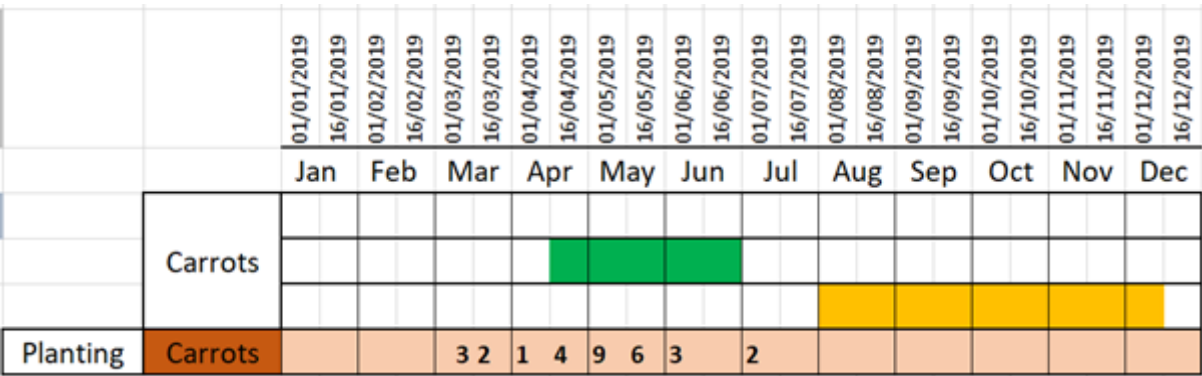 01/01/2019 16/01/2019 01/02/2019 16/02/2019 01/03/2019 16/03/2019 01/04/2019 16/04/2019 01/05/2019 16/05/2019 01/06/2019 16/06/2019 01/07/2019 16/07/2019 01/08/2019 16/08/2019 01/09/2019 16/09/2019 01/10/2019 16/10/2019 01/11/2019 16/11/2019 01/12/2019 16/12/2019
Jan Feb Mar Apr May Jun Jul Aug Sep Oct Nov Dec
Carrots
Planting Carrots 3 2 1 4 9 6 3 2